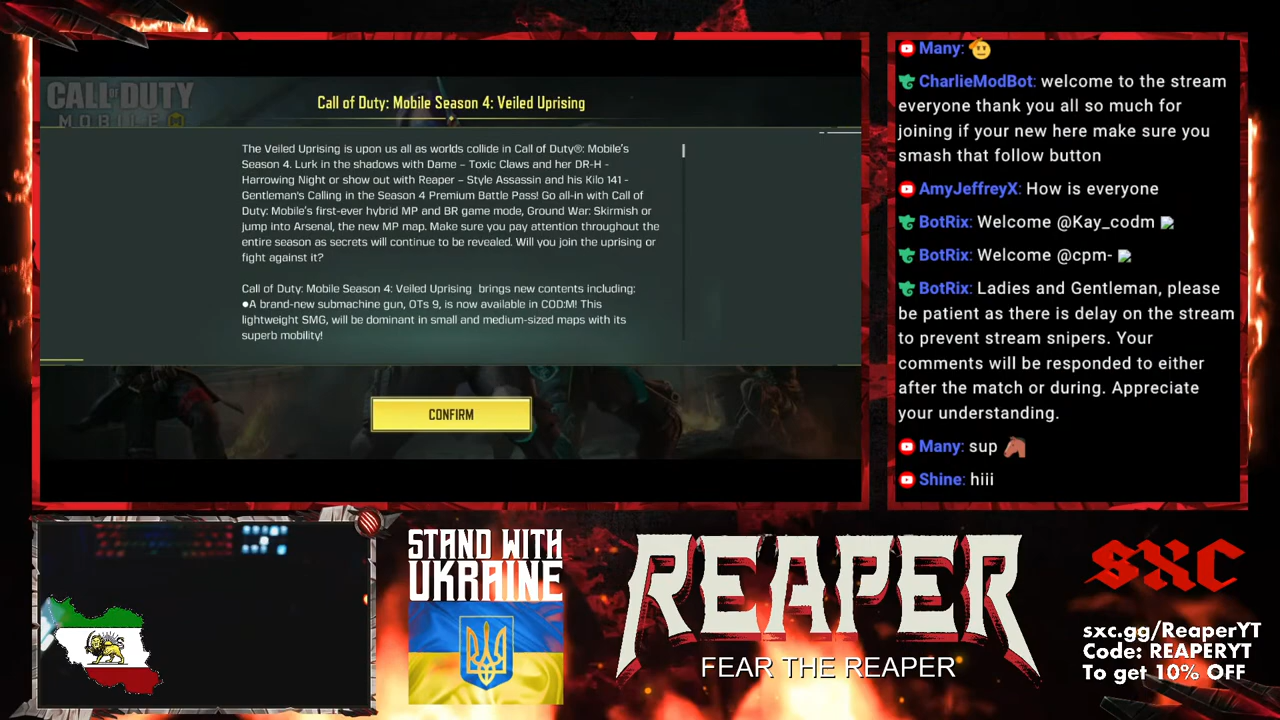 CALL OF DUTY
MOBILE
Call of Duty: Mobile Season 4: Veiled Uprising
The Veiled Uprising is upon us all as worlds collide in Call of Duty®: Mobile's
Season 4. Lurk in the shadows with Dame – Toxic Claws and her DR-H -
Harrowing Night or show out with Reaper – Style Assassin and his Kilo 141 -
Gentleman's Calling in the Season 4 Premium Battle Pass! Go all-in with Call of
Duty: Mobile's first-ever hybrid MP and BR game mode, Ground War: Skirmish or
jump into Arsenal, the new MP map. Make sure you pay attention throughout the
entire season as secrets will continue to be revealed. Will you join the uprising or
fight against it?
Call of Duty: Mobile Season 4: Veiled Uprising  brings new contents including:
●A brand-new submachine gun, OTs 9, is now available in COD:M! This
lightweight SMG, will be dominant in small and medium-sized maps with its
superb mobility!
CONFIRM
Many:
CharlieModBot: welcome to the stream
everyone thank you all so much for
joining if your new here make sure you
smash that follow button
AmyJeffreyX: How is everyone
BotRix: Welcome @Kay_codm
BotRix: Welcome @cpm-
BotRix: Ladies and Gentleman, please
be patient as there is delay on the stream
to prevent stream snipers. Your
comments will be responded to either
after the match or during. Appreciate
your understanding.
Many: sup
Shine: hiii
STAND WITH
UKRAINE
REAPER
FEAR THE REAPER
SXC
sxc.gg/ReaperYT
Code: REAPERYT
To get 10% OFF